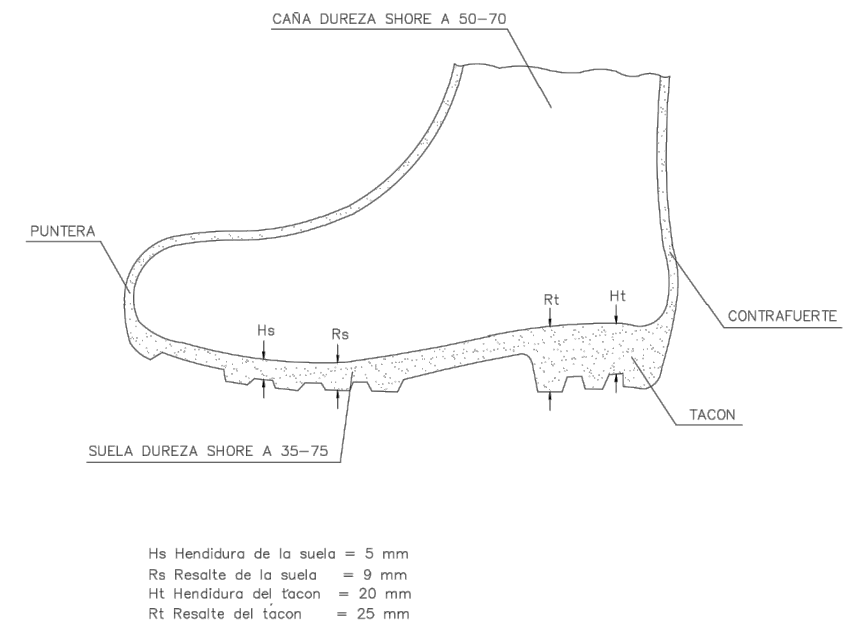 CAÑA DUREZA SHORE A 50-70
PUNTERA
Hs
Rs
Rt
Ht
CONTRAFUERTE
TACON
SUELA DUREZA SHORE A 35-75
Hs Hendidura de la suela = 5 mm
Rs Resalte de la suela = 9 mm
Ht Hendidura del tacon = 20 mm
Rt Resalte del tacon = 25 mm